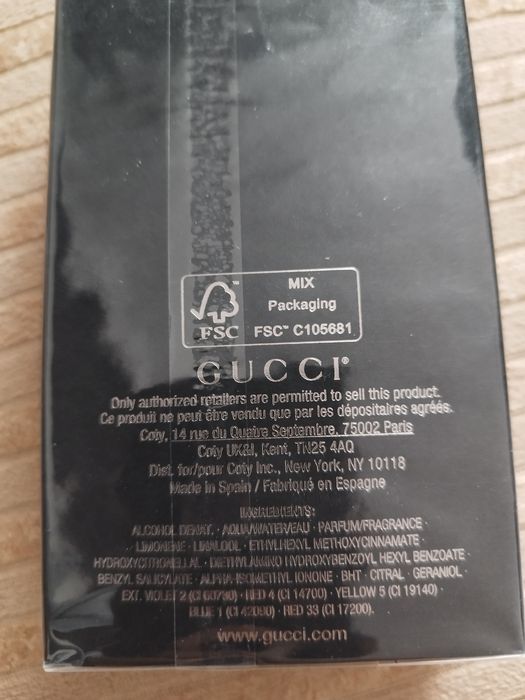 MIX
Packaging
FSC™ C105681
FSC
GUCCI®
Only authorized retailers are permitted to sell this product.
Ce produit ne peut être vendu que par les dépositaires agréés.
Coty, 14 rue du Quatre Septembre, 75002 Paris
Coty UK&I, Kent, TN25 4AQ
Dist. for/pour Coty Inc., New York, NY 10118
Made in Spain / Fabriqué en Espagne
INGREDIENTS:
ALCOHOL DENAT. · AQUA/WATER/EAU · PARFUM/FRAGRANCE ·
LIMONENE · LINALOOL · ETHYLHEXYL METHOXYCINNAMATE ·
HYDROXYCITRONELLAL · DIETHYLAMINO HYDROXYBENZOYL HEXYL BENZOATE ·
BENZYL SALICYLATE · ALPHA-ISOMETHYL IONONE · BHT · CITRAL · GERANIOL ·
EXT. VIOLET 2 (CI 60730) · RED 4 (CI 14700) · YELLOW 5 (CI 19140) ·
BLUE 1 (CI 42090) · RED 33 (CI 17200).
www.gucci.com